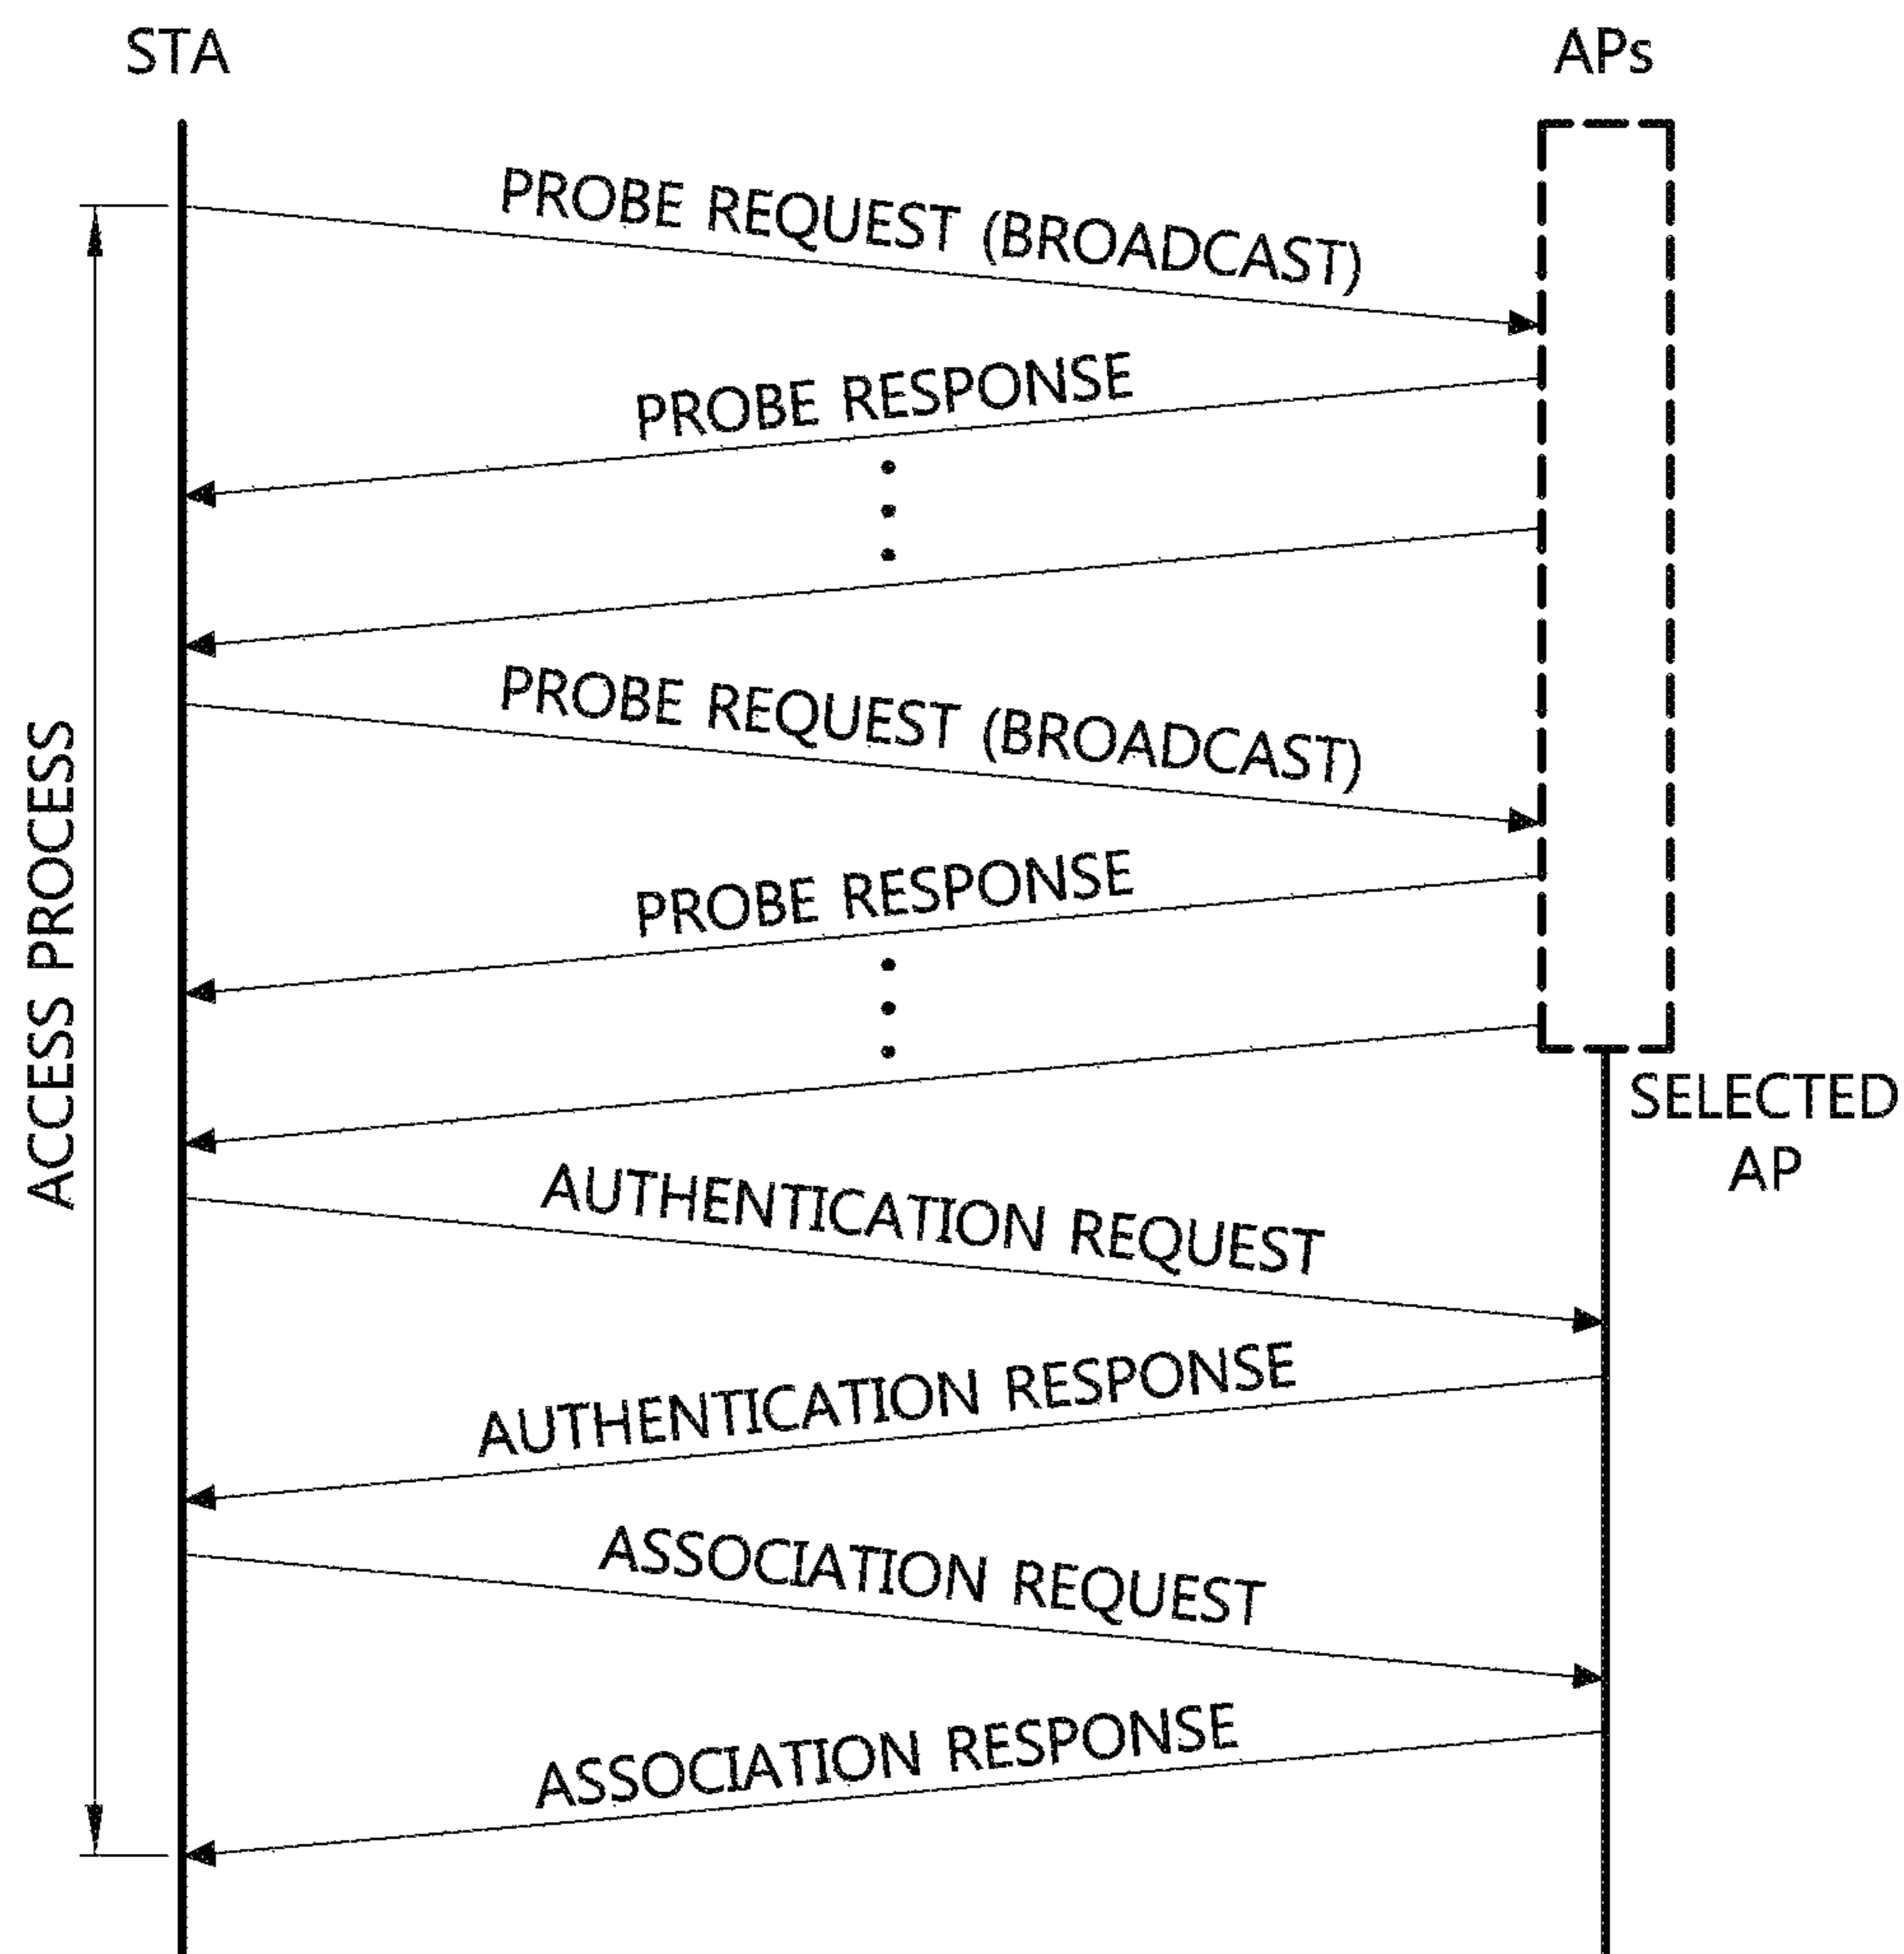 STA
APs
PROBE REQUEST (BROADCAST)
PROBE RESPONSE
PROBE REQUEST (BROADCAST)
PROBE RESPONSE
ACCESS PROCESS
SELECTED
AP
AUTHENTICATION REQUEST
AUTHENTICATION RESPONSE
ASSOCIATION REQUEST
ASSOCIATION RESPONSE